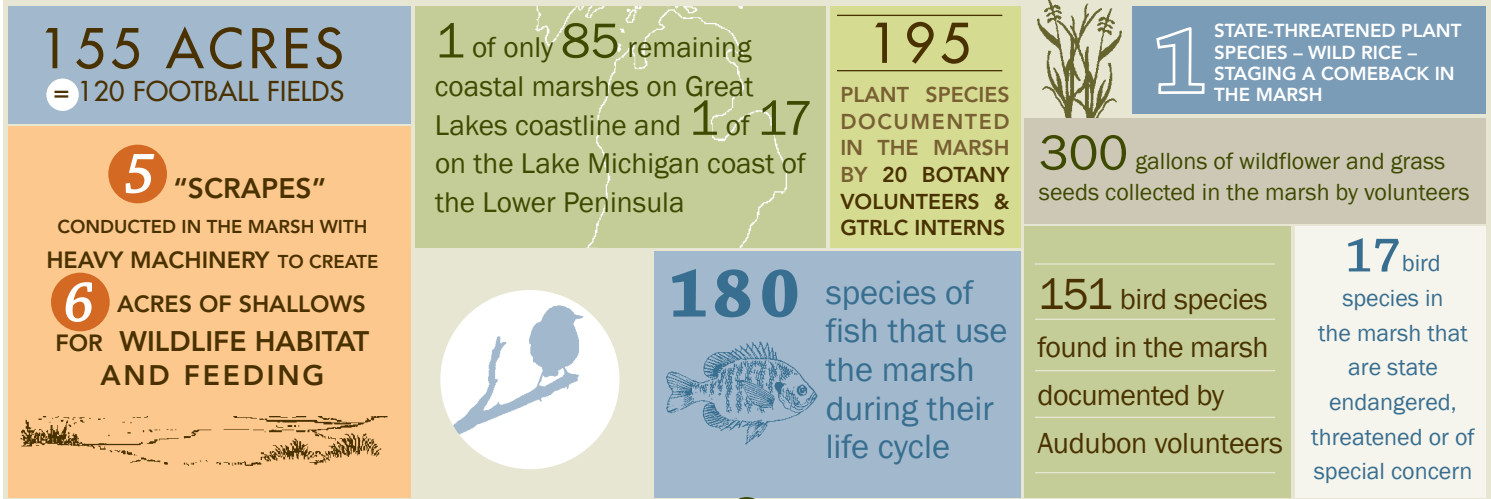 155 ACRES
= 120 FOOTBALL FIELDS
5 "SCRAPES"
CONDUCTED IN THE MARSH WITH
HEAVY MACHINERY TO CREATE
6 ACRES OF SHALLOWS
FOR WILDLIFE HABITAT
AND FEEDING
1 of only 85 remaining
coastal marshes on Great
Lakes coastline and 1 of 17
on the Lake Michigan coast of
the Lower Peninsula
195
PLANT SPECIES
DOCUMENTED
IN THE MARSH
BY 20 BOTANY
VOLUNTEERS &
GTRLC INTERNS
180 species of
fish that use
the marsh
during their
life cycle
1 STATE-THREATENED PLANT
SPECIES – WILD RICE –
STAGING A COMEBACK IN
THE MARSH
300 gallons of wildflower and grass
seeds collected in the marsh by volunteers
151 bird species
found in the marsh
documented by
Audubon volunteers
17 bird
species in
the marsh that
are state
endangered,
threatened or of
special concern